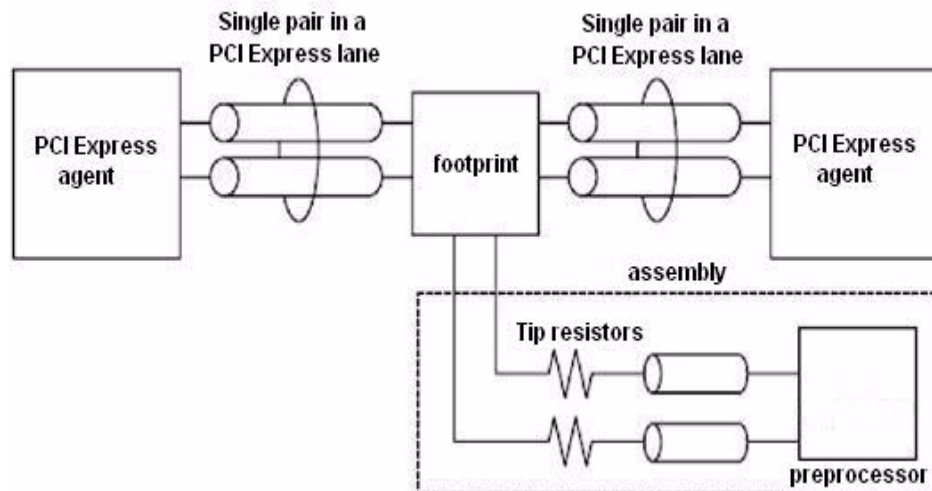 Single pair in a
PCI Express lane
Single pair in a
PCI Express lane
PCI Express
agent
footprint
PCI Express
agent
assembly
Tip resistors
preprocessor